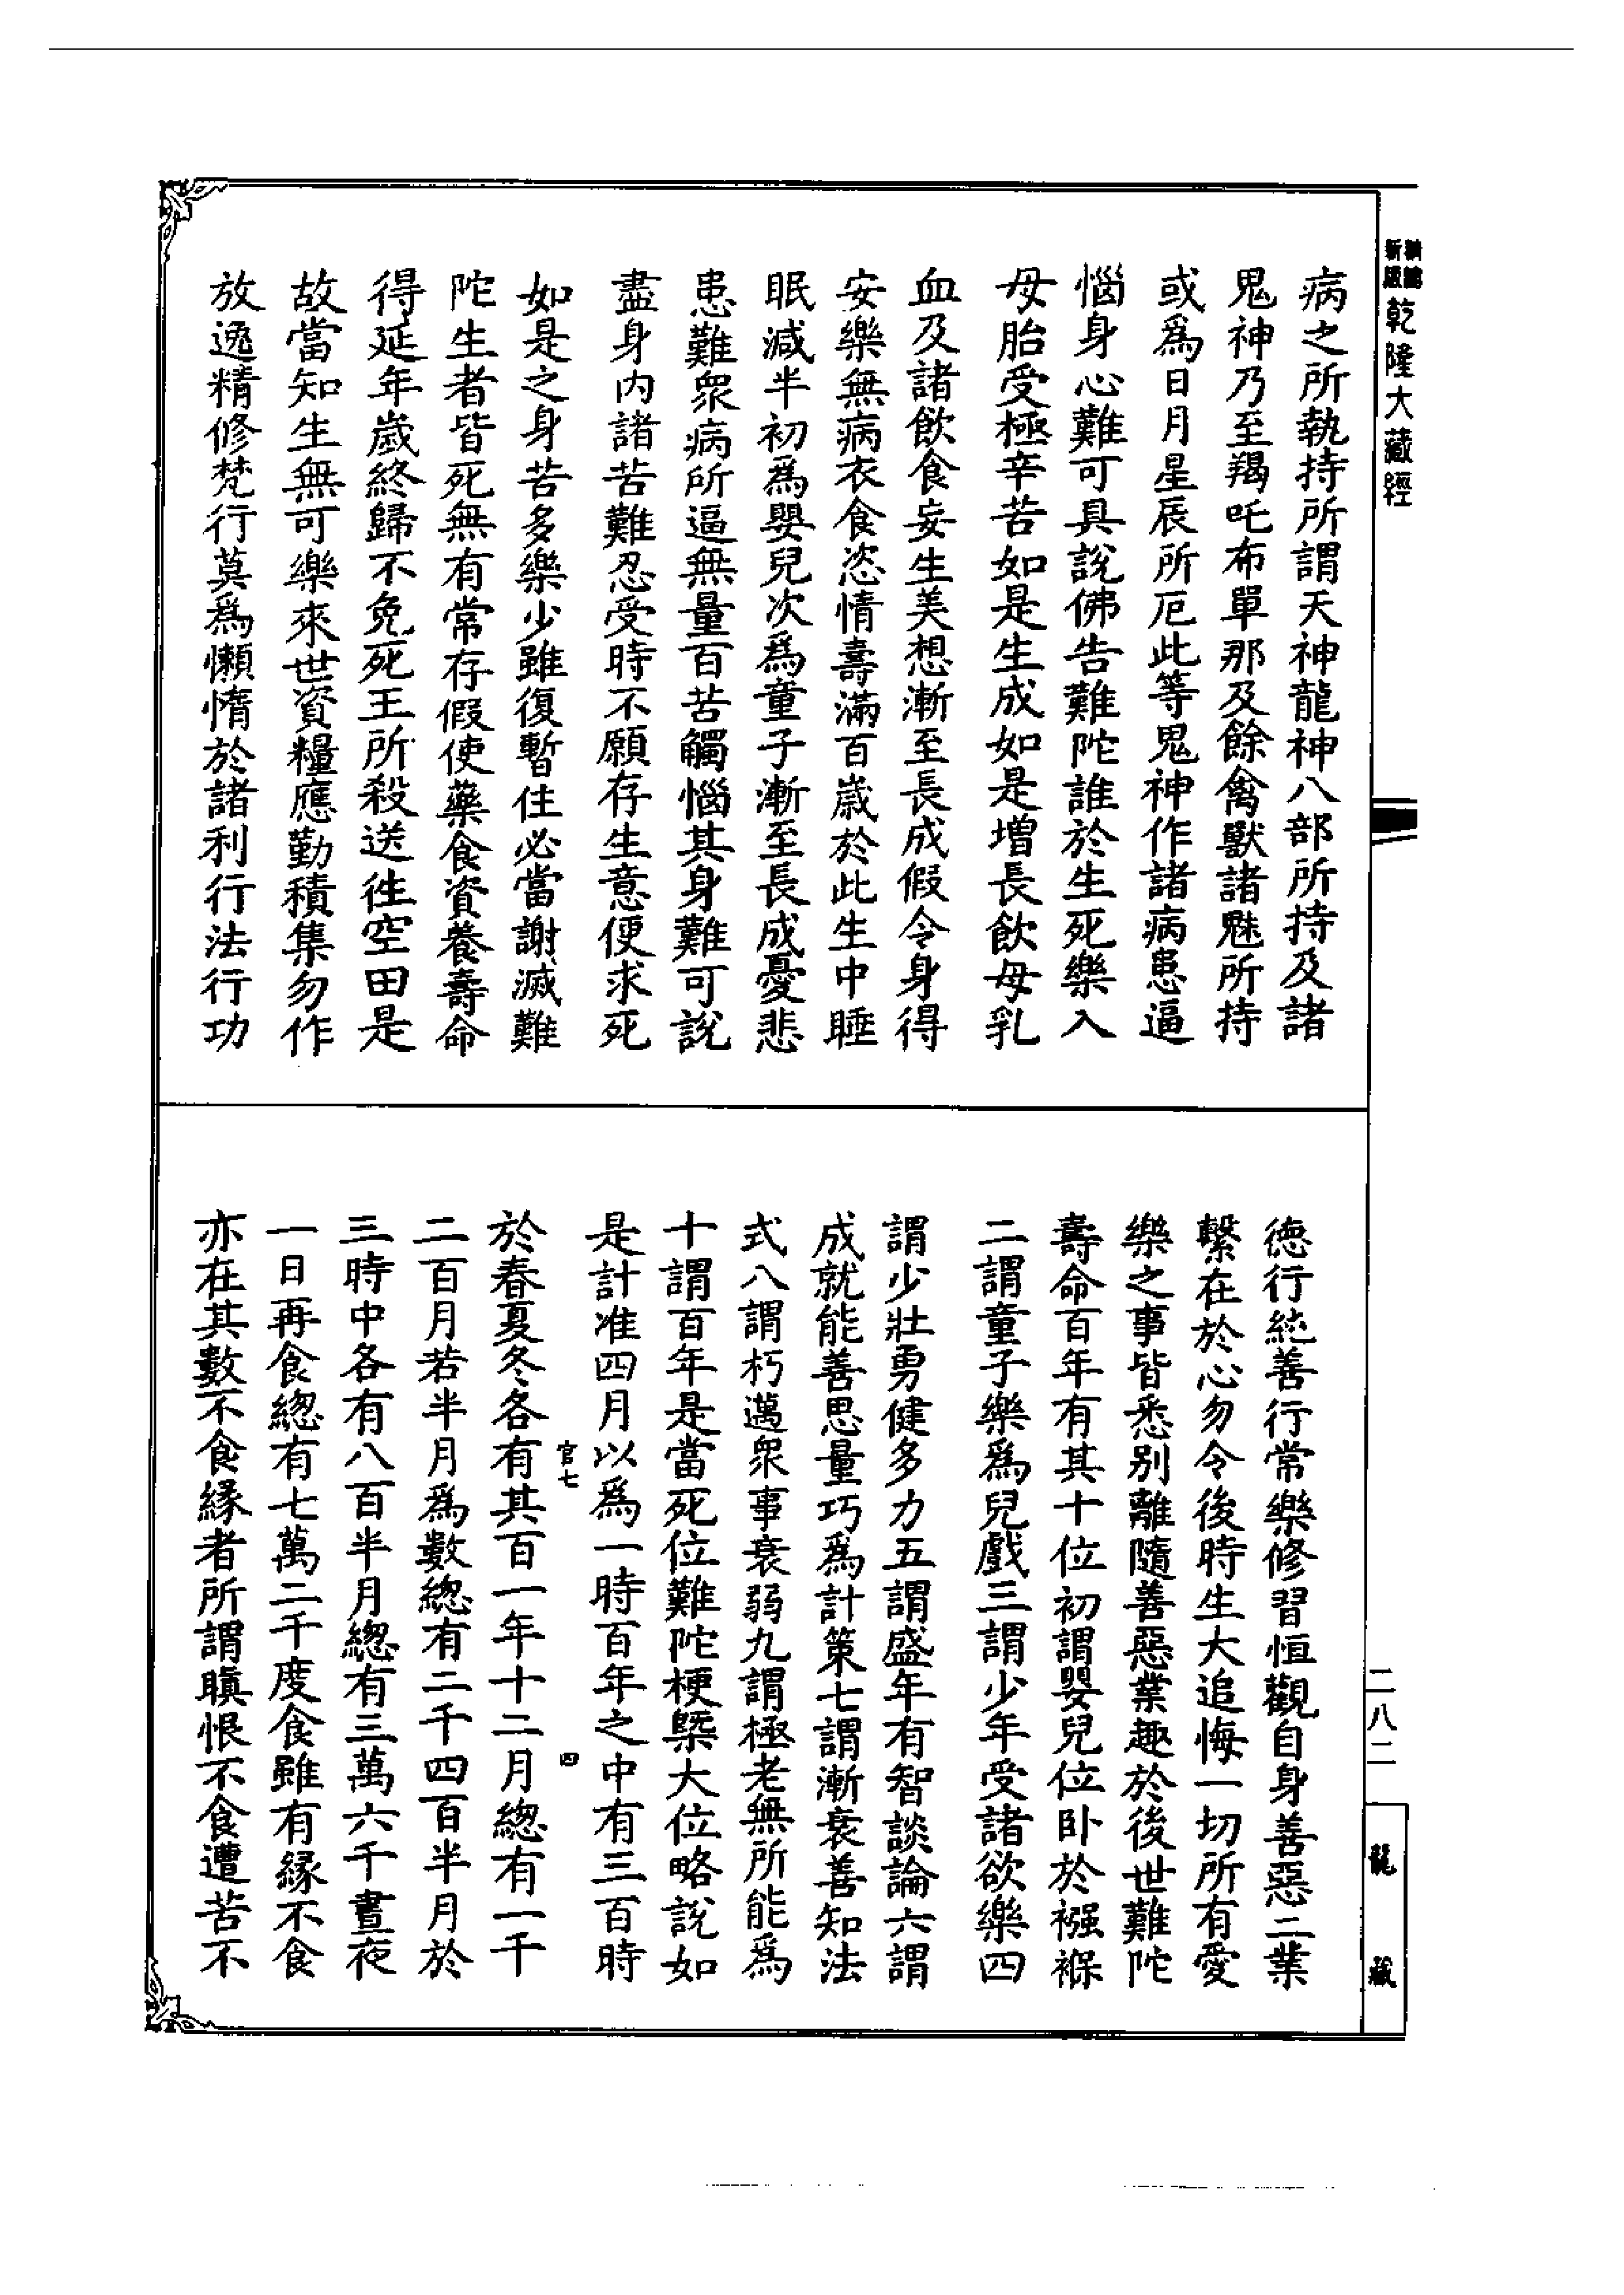 乾隆大藏經
病之所執持所謂天神龍神八部所持及諸
鬼神乃至羯吒布單那及餘禽獸諸魅所持
或爲日月星辰所厄此等鬼神作諸病患逼
惱身心難可具說佛告難陀誰於生死樂入
母胎受極辛苦如是生成如是增長飲母乳
血及諸飲食妄生美想漸至長成假令身得
安樂無病衣食恣情壽滿百歲於此生中睡
眠減半初爲嬰兒次爲童子漸至長成憂悲
患難眾病所逼無量百苦觸惱其身難可說
盡身內諸苦難忍受時不願存生意便求死
如是之身苦多樂少雖復暫住必當謝滅難
陀生者皆死無有常存假使藥食資養壽命
得延年歲終歸不免死王所殺送往空田是
故當知生無可樂來世資糧應勤積集勿作
放逸精修梵行莫爲懶惰於諸利行法行功
德行純善行常樂修習恒觀自身善惡二業
繫在於心勿令後時生大追悔一切所有愛
樂之事皆悉別離隨善惡業趣於後世難陀
壽命百年有其十位初謂嬰兒位卧於襁褓
二謂童子樂爲兒戲三謂少年受諸欲樂四
謂少壯勇健多力五謂盛年有智談論六謂
成就能善思量巧爲計策七謂漸衰善知法
式八謂朽邁眾事衰弱九謂極老無所能爲
十謂百年是當死位難陀梗槩大位略說如
是計准四月以爲一時百年之中有三百時
官七 四
於春夏冬各有其百一年十二月總有一千
二百月若半月爲數總有二千四百半月於
三時中各有八百半月總有三萬六千晝夜
一日再食總有七萬二千度食雖有緣不食
亦在其數不食緣者所謂瞋恨不食遭苦不
二八二
龍藏